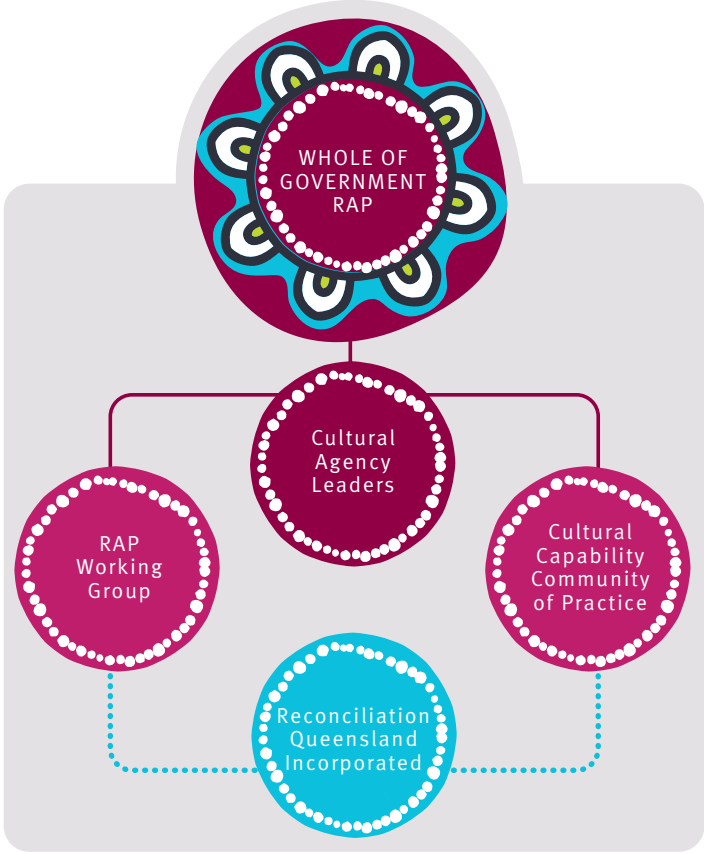 WHOLE OF
GOVERNMENT
RAP
Cultural
Agency
Leaders
RAP
Working
Group
Cultural
Capability
Community
of Practice
Reconciliation
Queensland
Incorporated